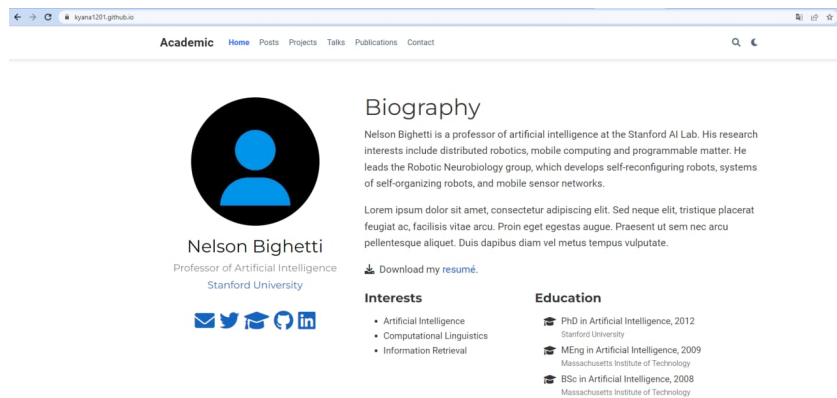 kyana1201.github.io
Academic Home Posts Projects Talks Publications Contact
Biography
Nelson Bighetti is a professor of artificial intelligence at the Stanford AI Lab. His research
interests include distributed robotics, mobile computing and programmable matter. He
leads the Robotic Neurobiology group, which develops self-reconfiguring robots, systems
of self-organizing robots, and mobile sensor networks.
Lorem ipsum dolor sit amet, consectetur adipiscing elit. Sed neque elit, tristique placerat
feugiat ac, facilisis vitae arcu. Proin eget egestas augue. Praesent ut sem nec arcu
pellentesque aliquet. Duis dapibus diam vel metus tempus vulputate.
Download my resumé.
Nelson Bighetti
Professor of Artificial Intelligence
Stanford University
Interests
Artificial Intelligence
Computational Linguistics
Information Retrieval
Education
PhD in Artificial Intelligence, 2012
Stanford University
MEng in Artificial Intelligence, 2009
Massachusetts Institute of Technology
BSc in Artificial Intelligence, 2008
Massachusetts Institute of Technology